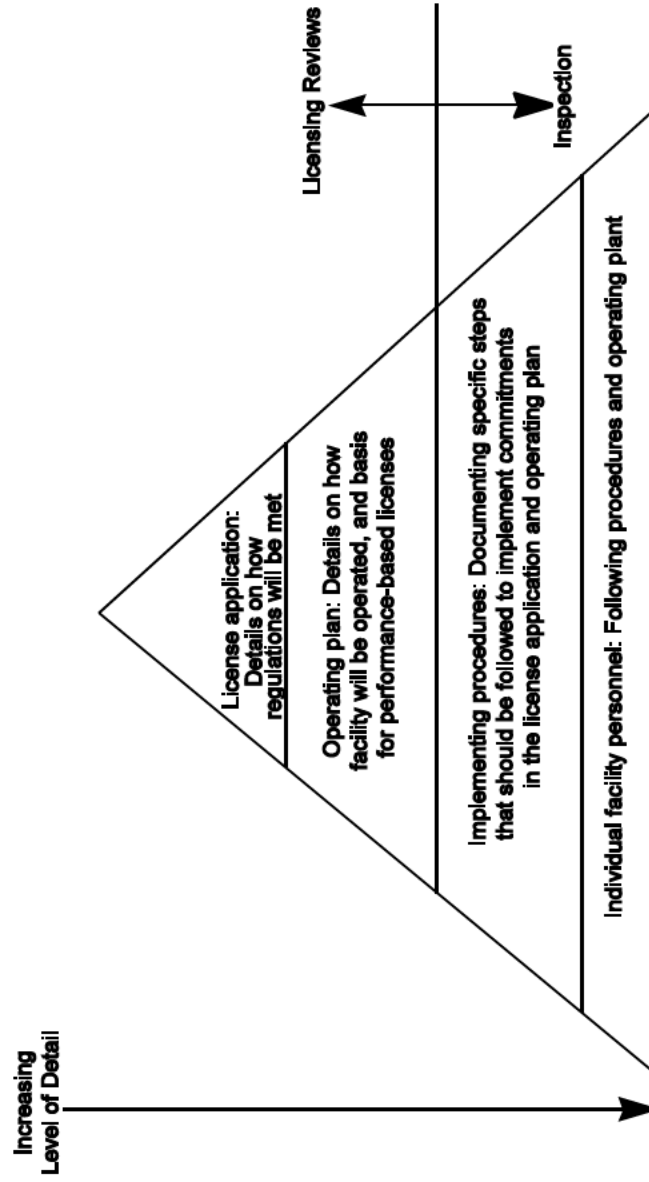 Increasing
Level of Detail
License application:
Details on how
regulations will be met
Operating plan: Details on how
facility will be operated, and basis
for performance-based licenses
Implementing procedures: Documenting specific steps
that should be followed to implement commitments
in the license application and operating plan
Individual facility personnel: Following procedures and operating plant
Licensing Reviews
Inspection